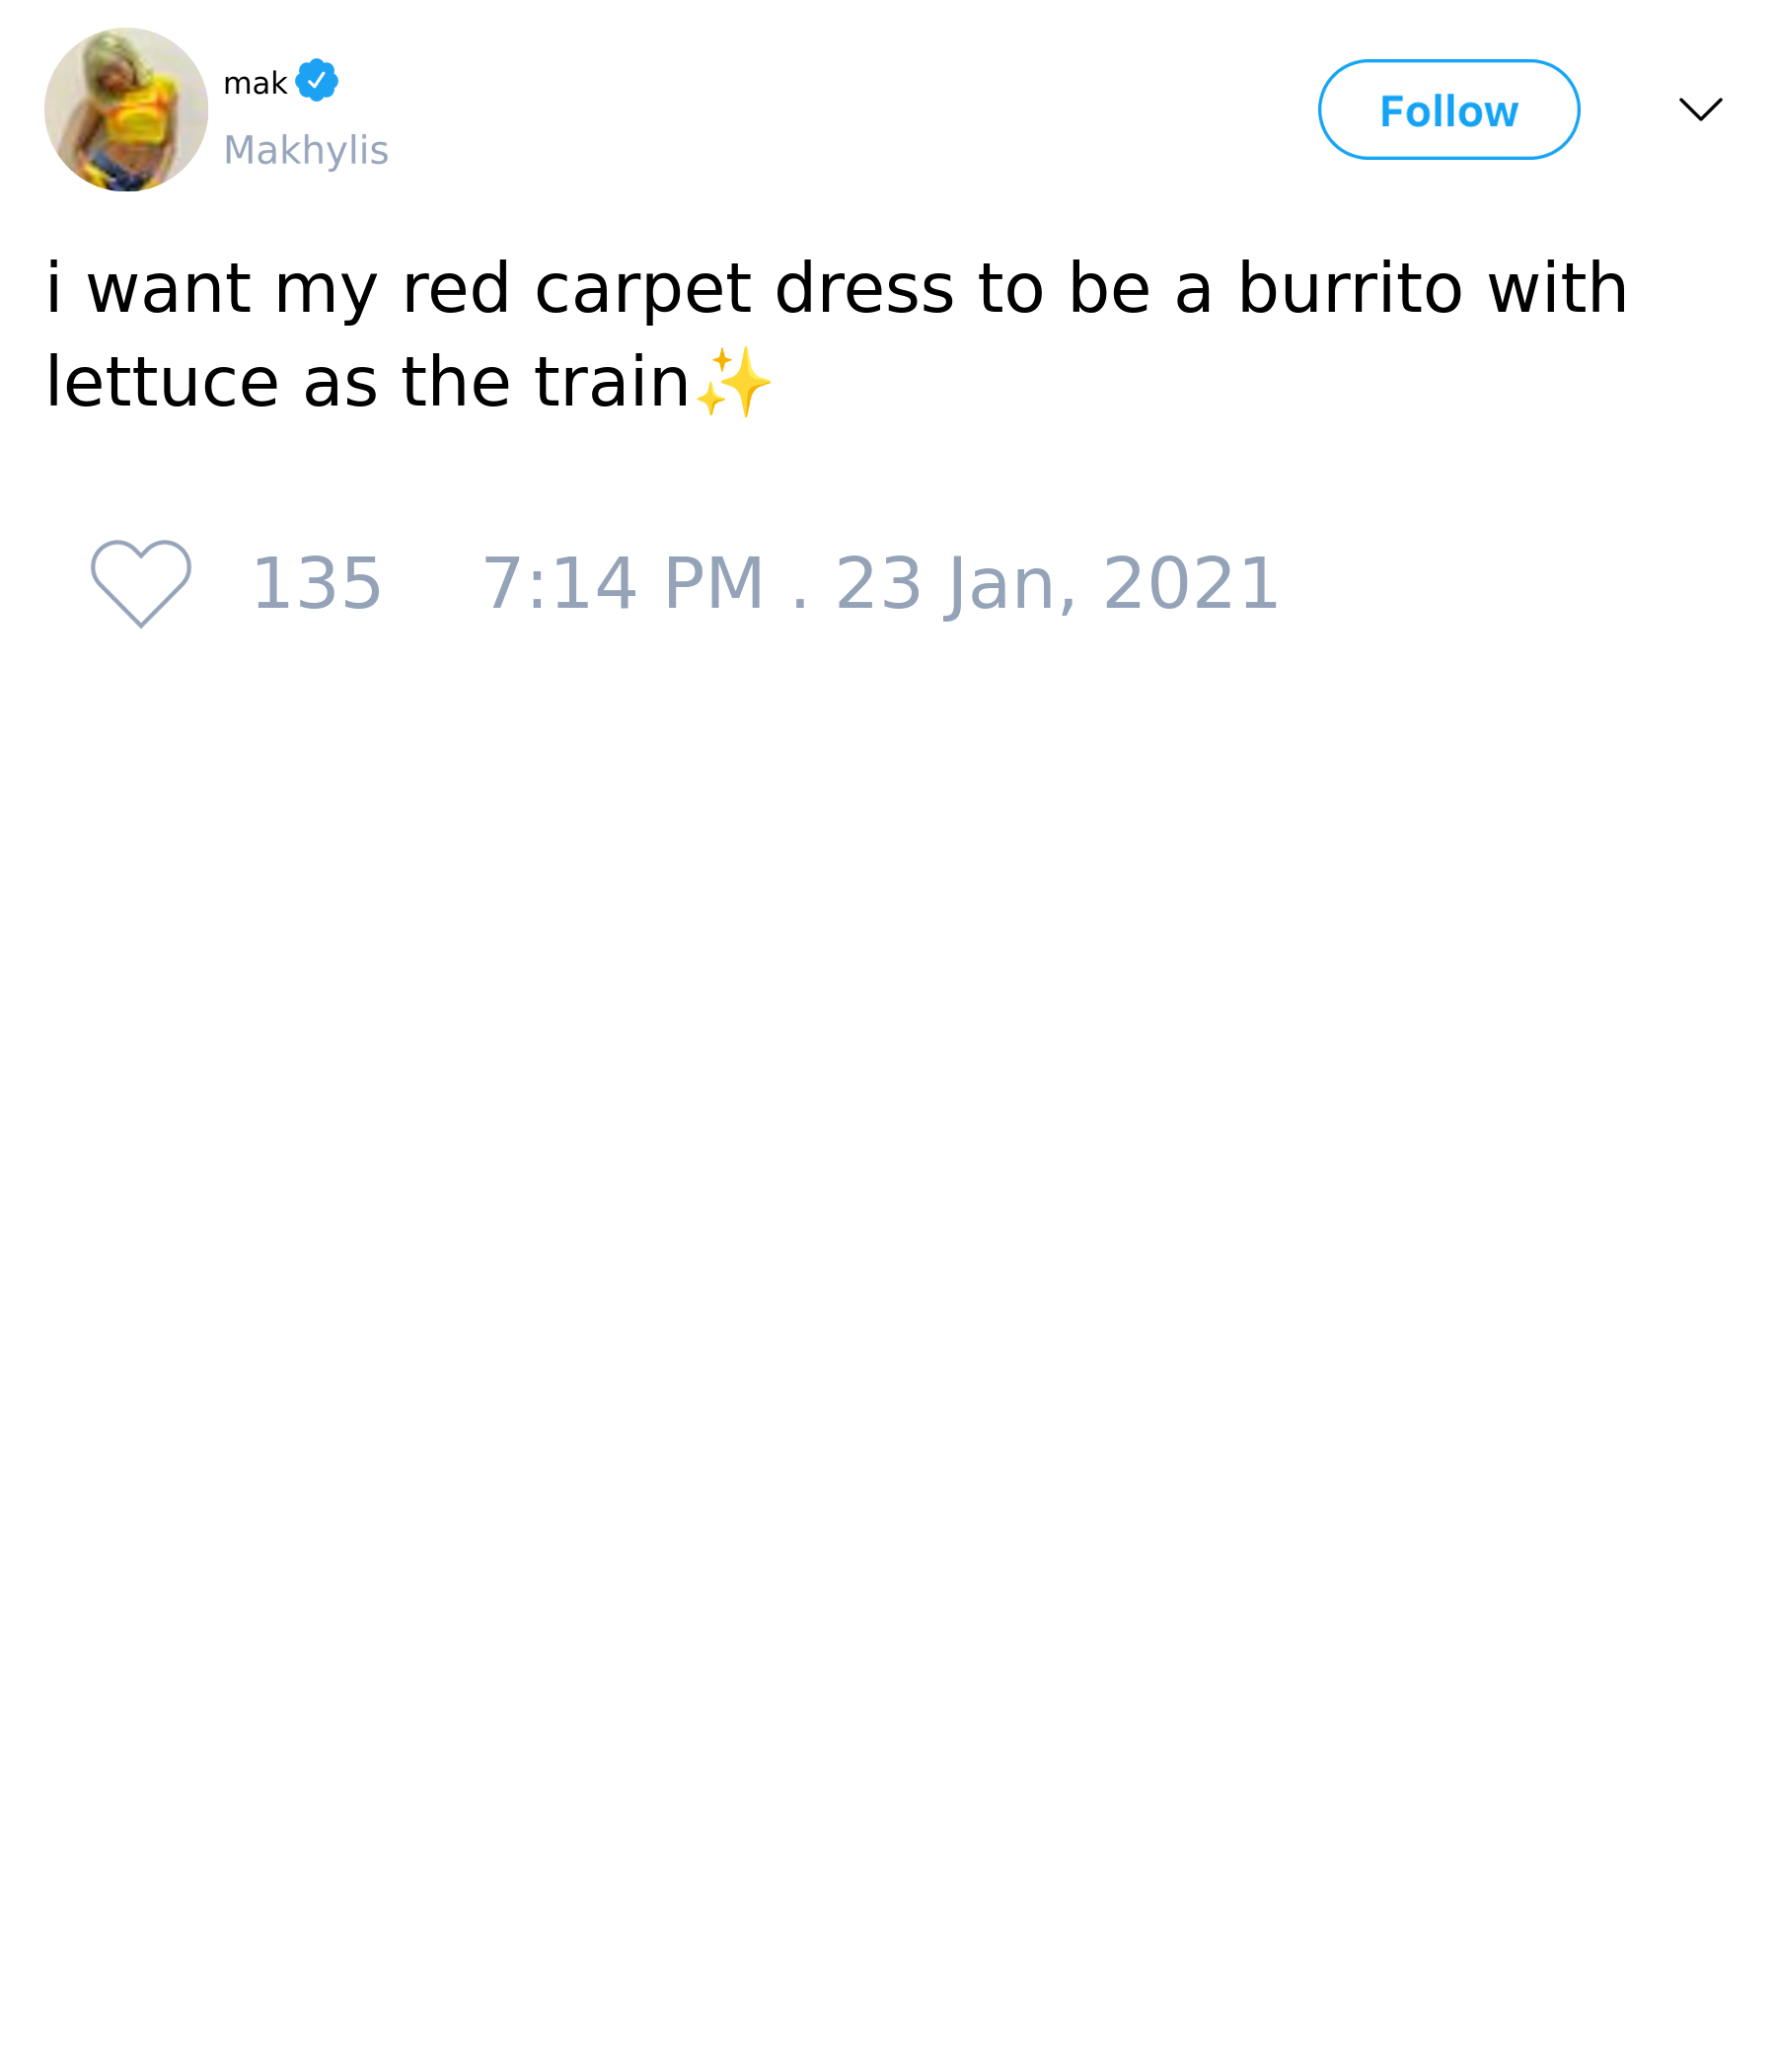 mak
Makhylis
Follow
i want my red carpet dress to be a burrito with
lettuce as the train✨
135 7:14 PM . 23 Jan, 2021